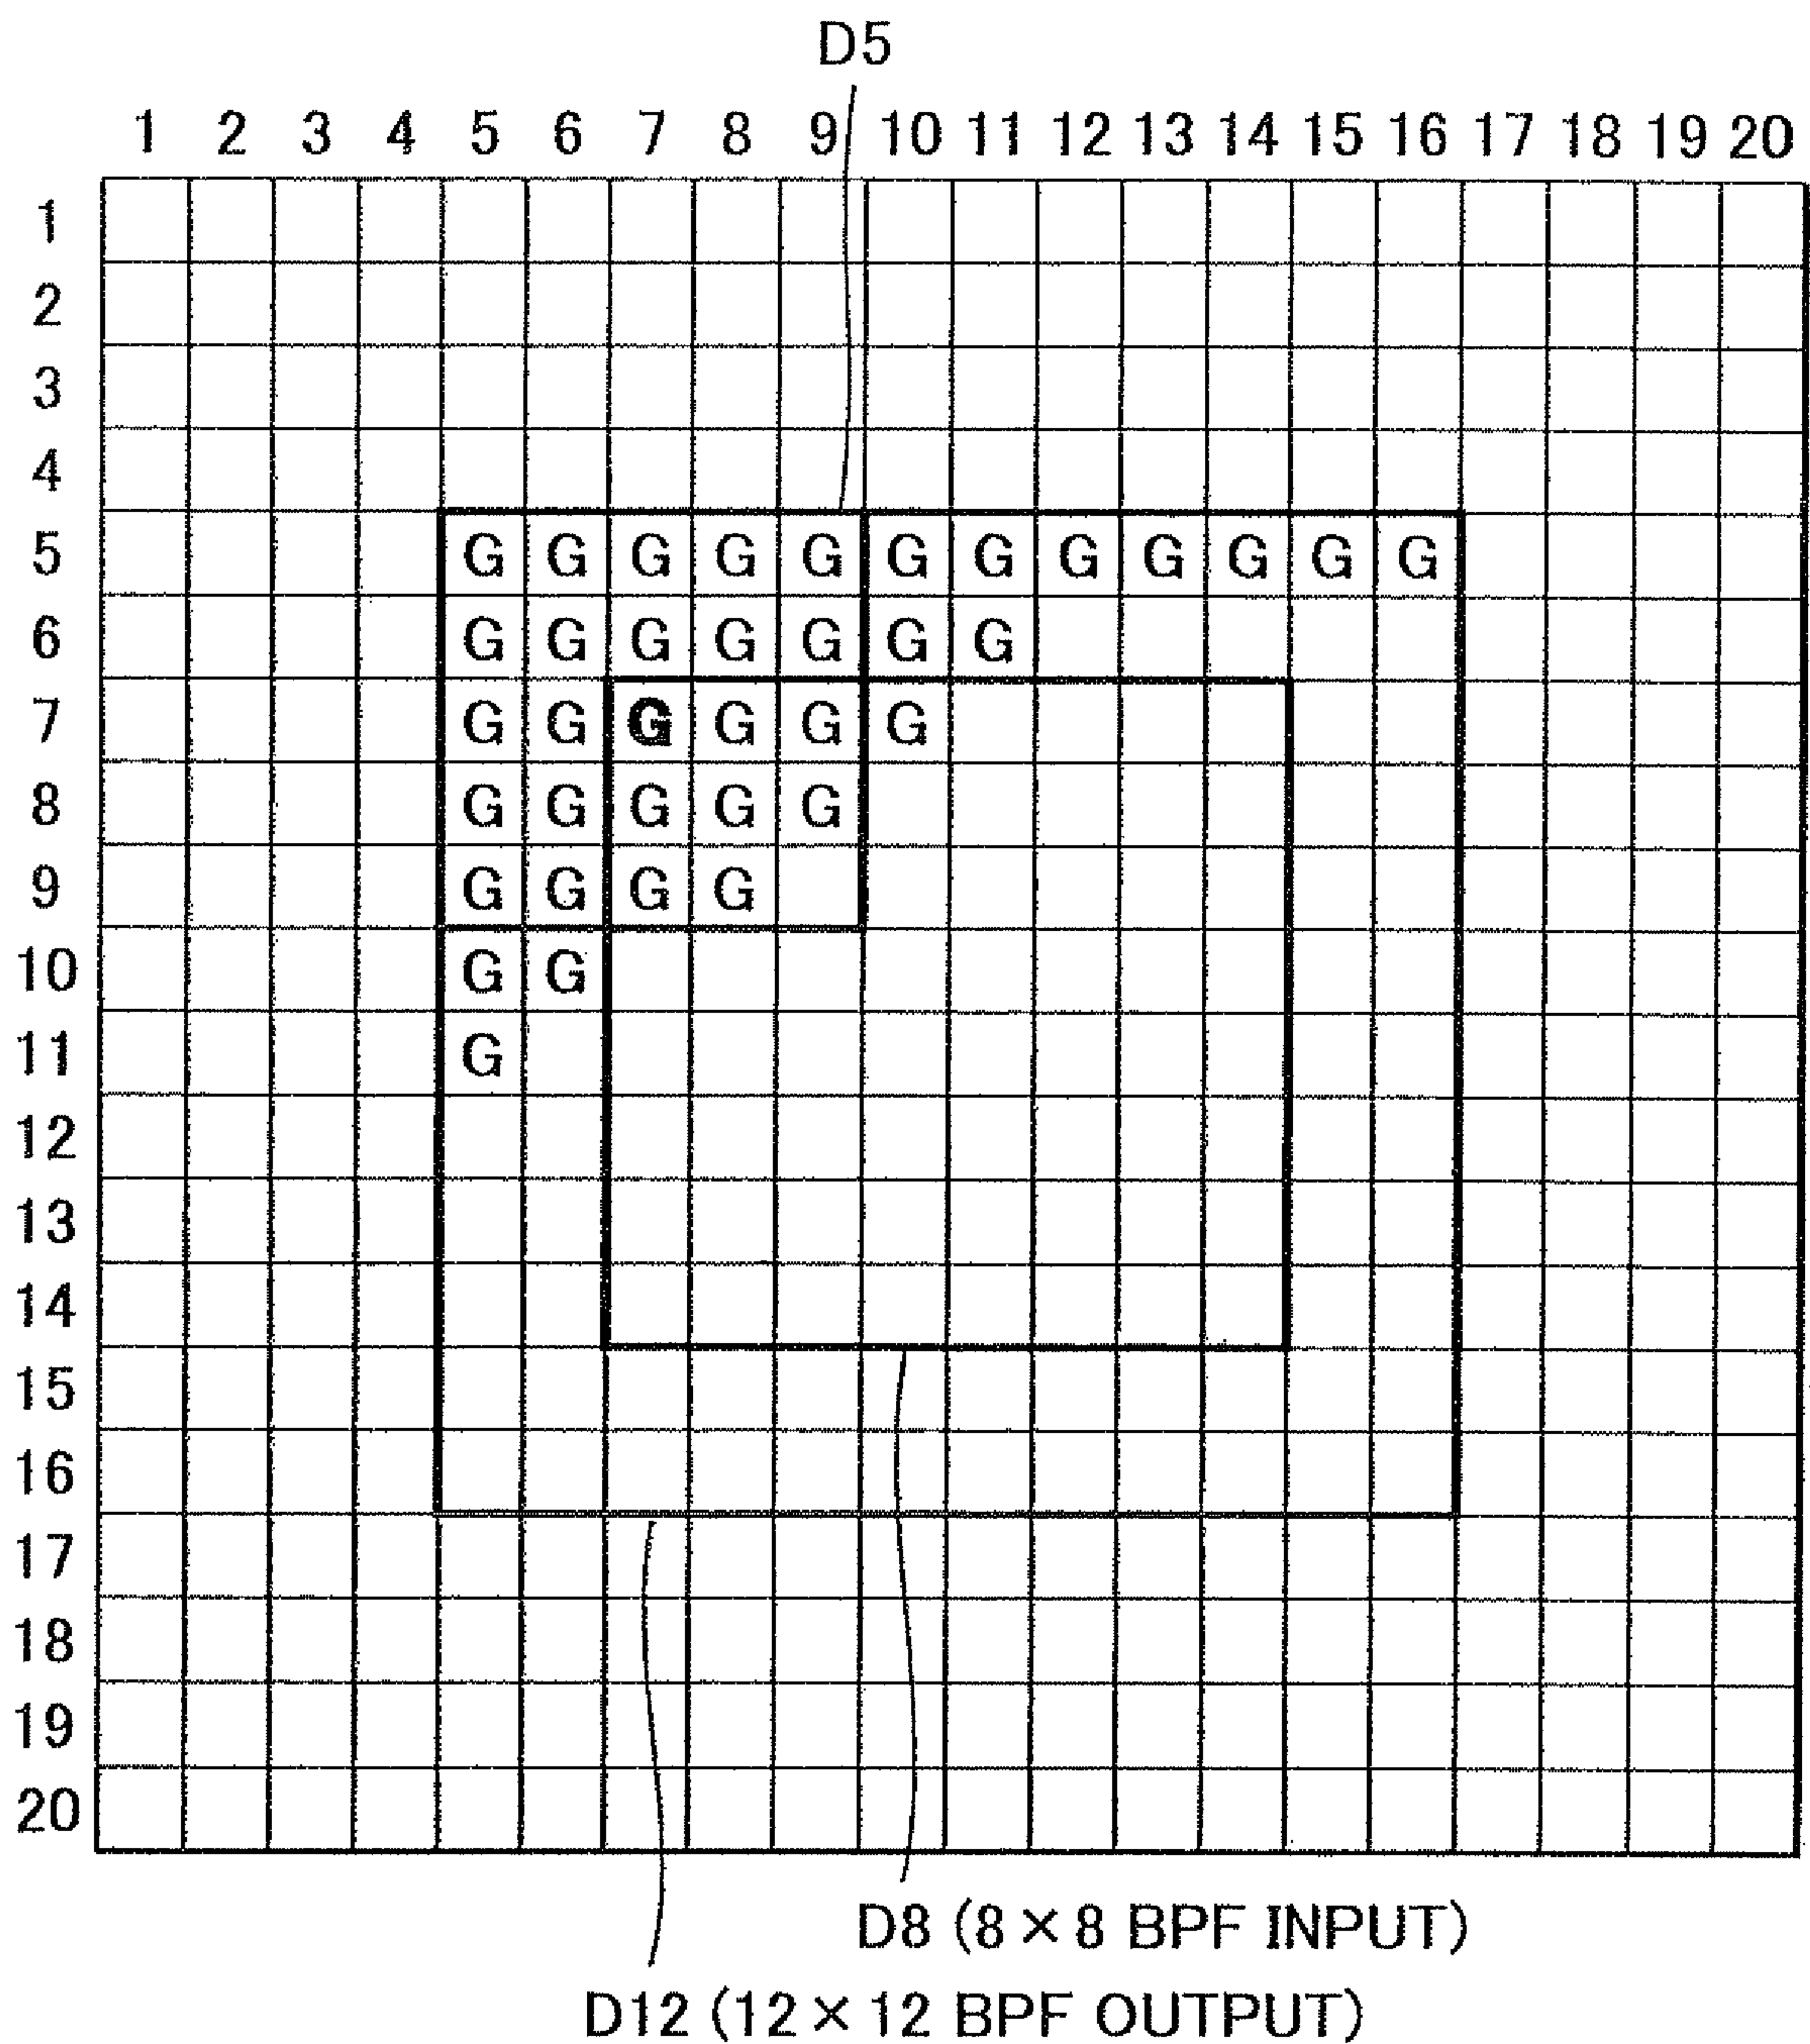 D5
1 2 3 4 5 6 7 8 9 10 11 12 13 14 15 16 17 18 19 20
1
2
3
4
5 G G G G G G G G G G G G
6 G G G G G G G
7 G G G G G G
8 G G G G G
9 G G G G
10 G G
11 G
12
13
14
15
16
17
18
19
20
D8 (8 × 8 BPF INPUT)
D12 (12 × 12 BPF OUTPUT)